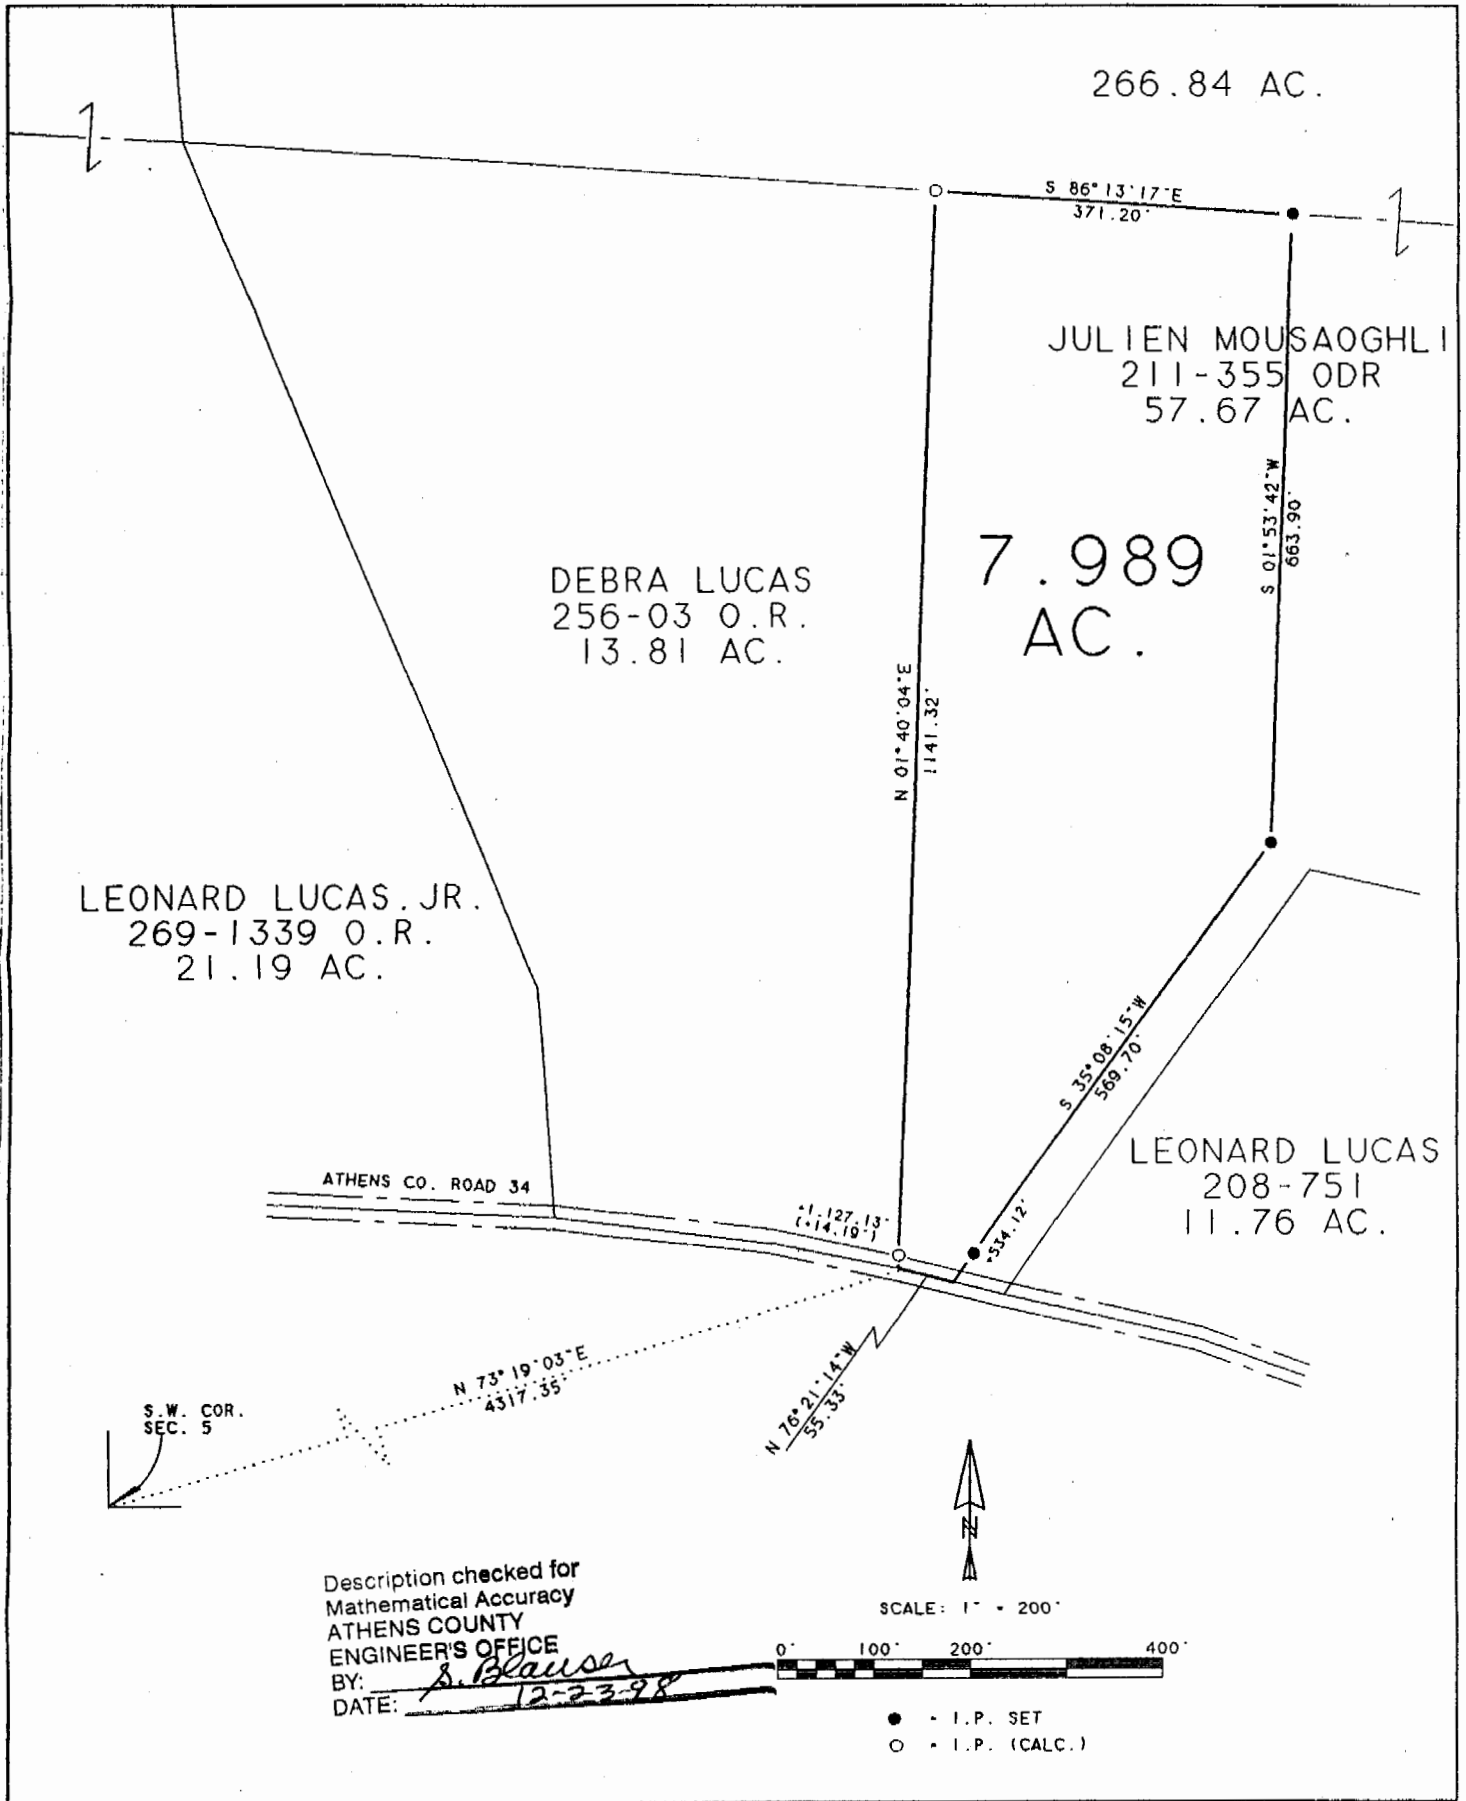 266.84 AC.
S 86°13'17"E
371.20'
JULIEN MOUSAOGHLI
211-355 ODR
57.67 AC.
S 01°53'42"W
663.90'
7.989
AC.
DEBRA LUCAS
256-03 O.R.
13.81 AC.
N 01°40'04"E
1141.32'
LEONARD LUCAS, JR.
269-1339 O.R.
21.19 AC.
S 35°08'15"W
569.70'
LEONARD LUCAS
208-751
11.76 AC.
ATHENS CO. ROAD 34
+1,127.13'
(+14.19')
+534.12'
N 76°21'14"W
55.33'
N 73°19'03"E
4317.35'
S.W. COR.
SEC. 5
N
Description checked for
Mathematical Accuracy
ATHENS COUNTY
ENGINEER'S OFFICE
BY: S. Blauser
DATE: 12-23-98
SCALE: 1" = 200'
0' 100' 200' 400'
● - I.P. SET
○ - I.P. (CALC.)